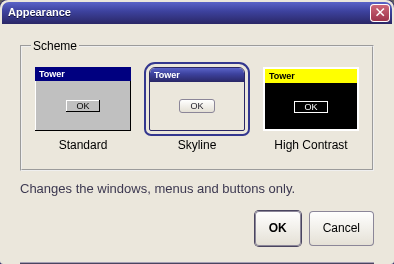 Appearance
Scheme
Tower Tower Tower
OK OK OK
Standard Skyline High Contrast
Changes the windows, menus and buttons only.
OK Cancel